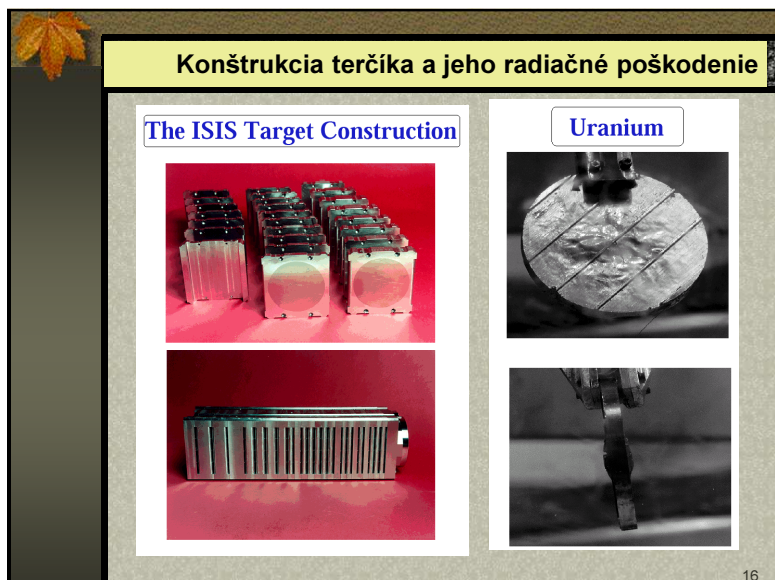 Konštrukcia terčíka a jeho radiačné poškodenie
The ISIS Target Construction
Uranium
16